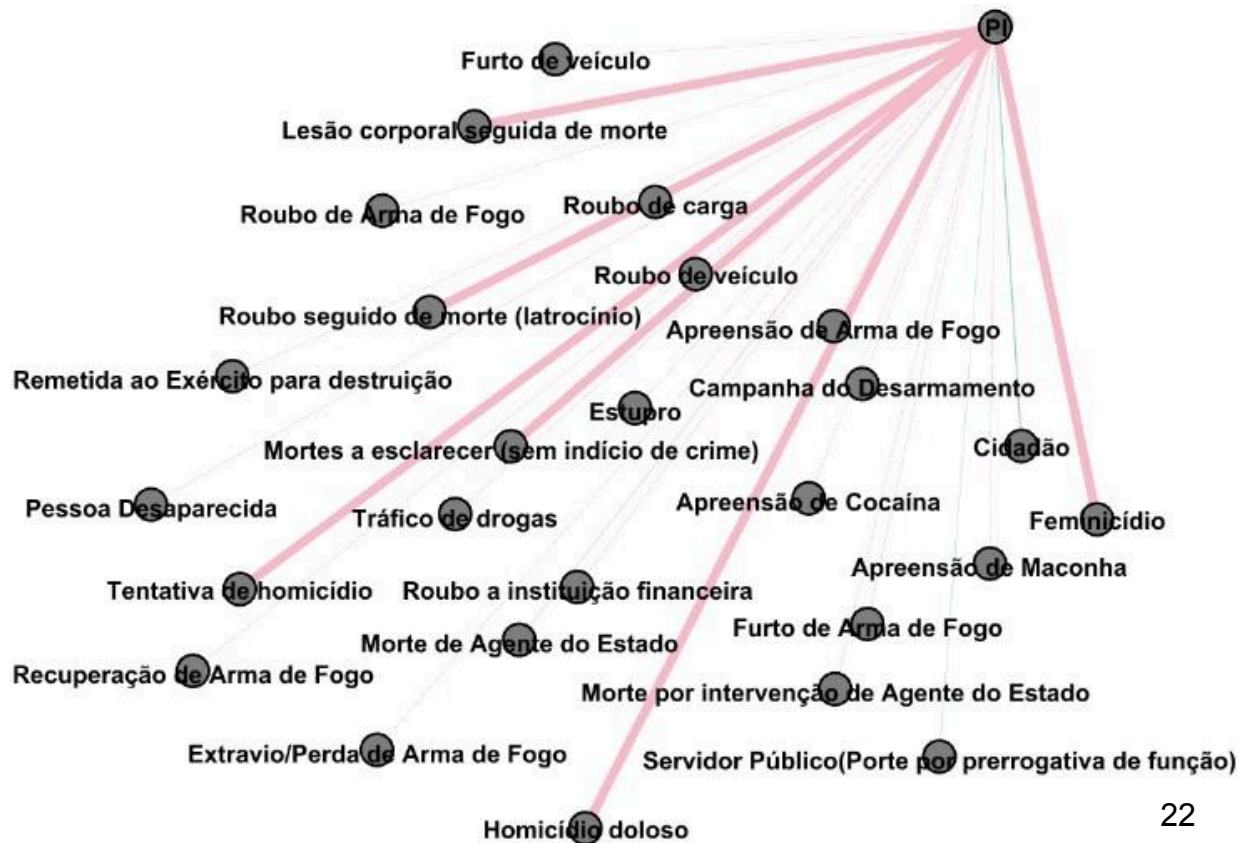 PI
Furto de veículo
Lesão corporal seguida de morte
Roubo de Arma de Fogo
Roubo de carga
Roubo de veículo
Roubo seguido de morte (latrocínio)
Apreensão de Arma de Fogo
Remetida ao Exército para destruição
Campanha do Desarmamento
Estupro
Mortes a esclarecer (sem indício de crime)
Cidadão
Pessoa Desaparecida
Tráfico de drogas
Apreensão de Cocaína
Feminicídio
Apreensão de Maconha
Tentativa de homicídio
Roubo a instituição financeira
Furto de Arma de Fogo
Morte de Agente do Estado
Recuperação de Arma de Fogo
Morte por intervenção de Agente do Estado
Extravio/Perda de Arma de Fogo
Servidor Público(Porte por prerrogativa de função)
Homicídio doloso
22